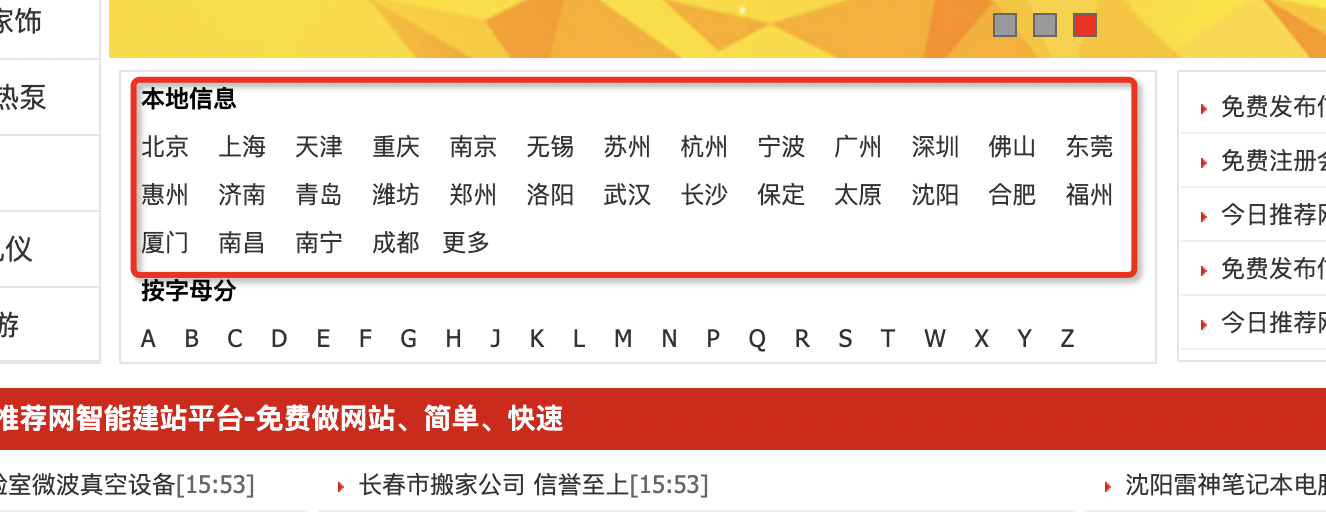 家饰
热泵
仪
游
本地信息
北京 上海 天津 重庆 南京 无锡 苏州 杭州 宁波 广州 深圳 佛山 东莞
惠州 济南 青岛 潍坊 郑州 洛阳 武汉 长沙 保定 太原 沈阳 合肥 福州
厦门 南昌 南宁 成都 更多
按字母分
A B C D E F G H J K L M N P Q R S T W X Y Z
免费发布
免费注册
今日推荐
免费发布
今日推荐
推荐网智能建站平台-免费做网站、简单、快速
验室微波真空设备[15:53]
长春市搬家公司 信誉至上[15:53]
沈阳雷神笔记本电脑